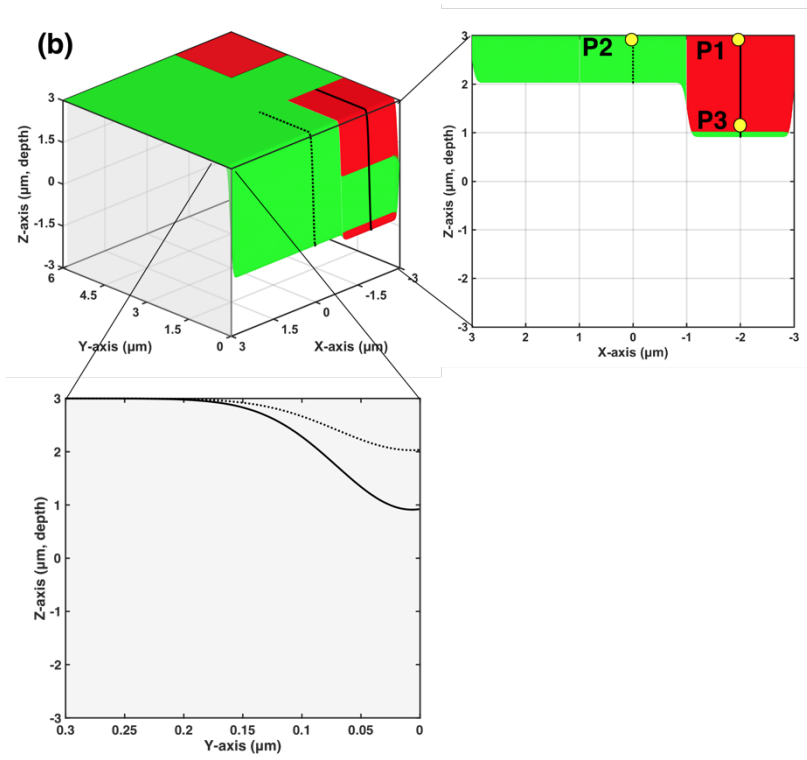 (b)
3
1.5
0
-1.5
-3
Z-axis (µm, depth)
6
4.5
3
1.5
0
Y-axis (µm)
3
1.5
0
-1.5
-3
X-axis (µm)
3
2
1
0
-1
-2
-3
Z-axis (µm, depth)
P2
P1
P3
3 2 1 0 -1 -2 -3
X-axis (µm)
3
2
1
0
-1
-2
-3
Z-axis (µm, depth)
0.3 0.25 0.2 0.15 0.1 0.05 0
Y-axis (µm)